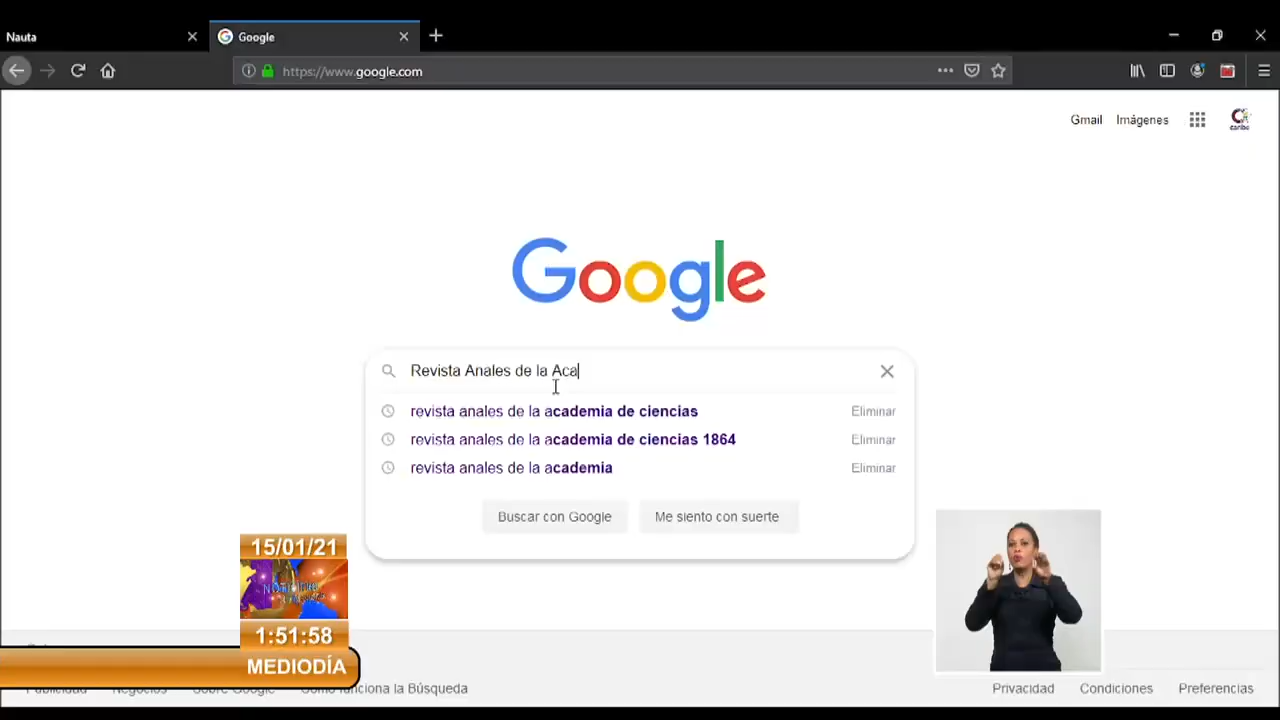 Nauta
Google
https://www.google.com
Gmail Imágenes
Caribe
Google
Revista Anales de la Aca
revista anales de la academia de ciencias Eliminar
revista anales de la academia de ciencias 1864 Eliminar
revista anales de la academia Eliminar
Buscar con Google Me siento con suerte
15/01/21
1:51:58
MEDIODÍA
Publicidad Negocios Sobre Google Cómo funciona la Búsqueda
Privacidad Condiciones Preferencias